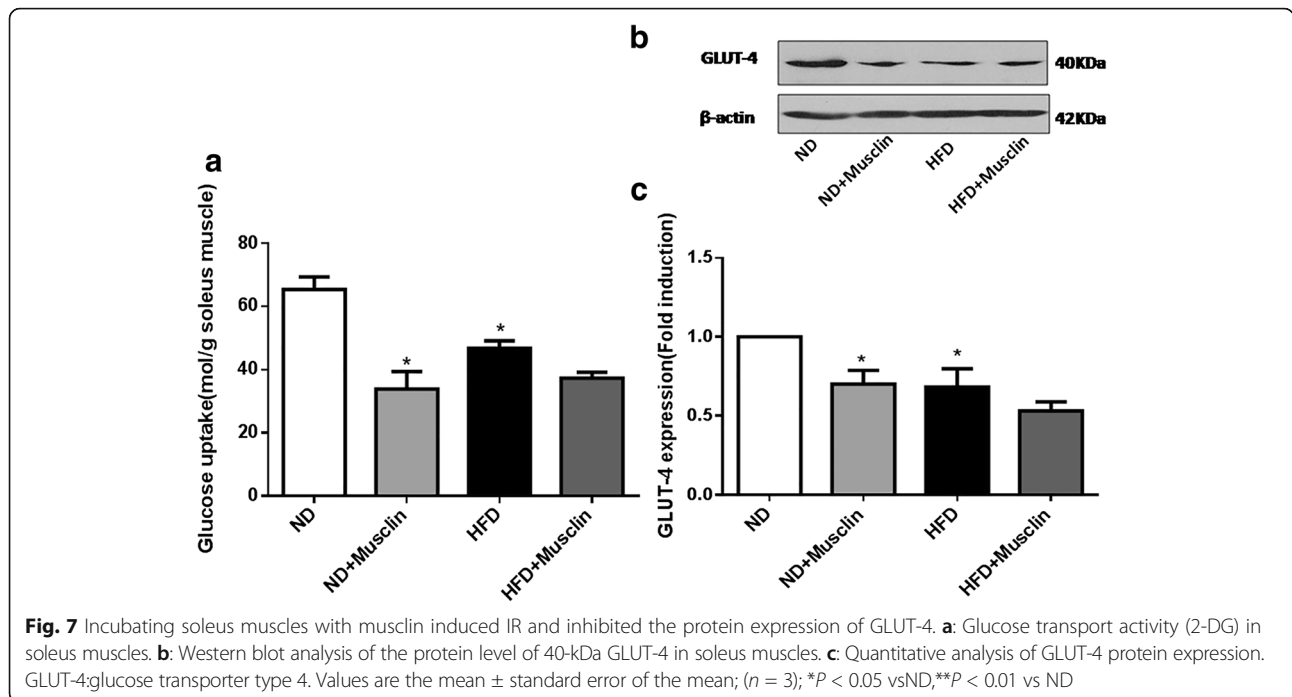 b
GLUT-4
40KDa
β-actin
42KDa
ND
ND+Musclin
HFD
HFD+Musclin
a
Glucose uptake(mol/g soleus muscle)
80
60
40
20
0
*
*
ND
ND+Musclin
HFD
HFD+Musclin
c
GLUT-4 expression(Fold induction)
1.5
1.0
0.5
0.0
*
*
ND
ND+Musclin
HFD
HFD+Musclin
Fig. 7 Incubating soleus muscles with musclin induced IR and inhibited the protein expression of GLUT-4. a: Glucose transport activity (2-DG) in
soleus muscles. b: Western blot analysis of the protein level of 40-kDa GLUT-4 in soleus muscles. c: Quantitative analysis of GLUT-4 protein expression.
GLUT-4:glucose transporter type 4. Values are the mean ± standard error of the mean; (n = 3); *P < 0.05 vsND,**P < 0.01 vs ND